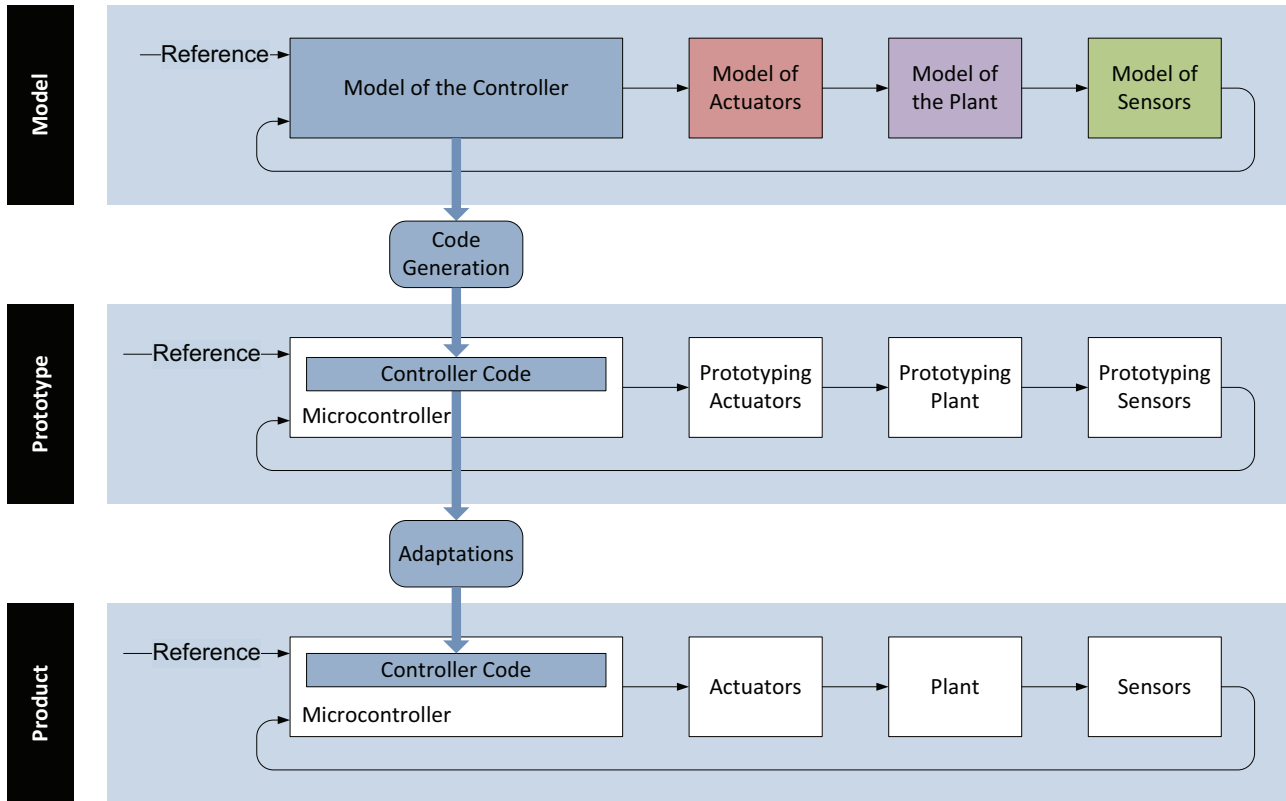 Model
Reference
Model of the Controller
Model of
Actuators
Model of
the Plant
Model of
Sensors
Code
Generation
Prototype
Reference
Controller Code
Microcontroller
Prototyping
Actuators
Prototyping
Plant
Prototyping
Sensors
Adaptations
Product
Reference
Controller Code
Microcontroller
Actuators
Plant
Sensors